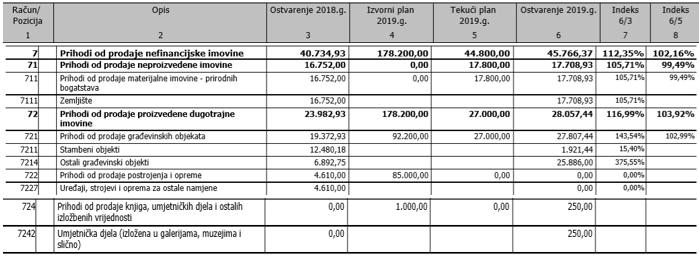 Račun/ Pozicija Opis Ostvarenje 2018.g. Izvorni plan 2019.g. Tekući plan 2019.g. Ostvarenje 2019.g. Indeks 6/3 Indeks 6/5
1 2 3 4 5 6 7 8
7 Prihodi od prodaje nefinancijske imovine 40.734,93 178.200,00 44.800,00 45.766,37 112,35% 102,16%
71 Prihodi od prodaje neproizvedene imovine 16.752,00 0,00 17.800,00 17.708,93 105,71% 99,49%
711 Prihodi od prodaje materijalne imovine - prirodnih 16.752,00 0,00 17.800,00 17.708,93 105,71% 99,49%
bogatstava
7111 Zemljište 16.752,00 17.708,93 105,71%
72 Prihodi od prodaje proizvedene dugotrajne 23.982,93 178.200,00 27.000,00 28.057,44 116,99% 103,92%
imovine
721 Prihodi od prodaje građevinskih objekata 19.372,93 92.200,00 27.000,00 27.807,44 143,54% 102,99%
7211 Stambeni objekti 12.480,18 1.921,44 15,40%
7214 Ostali građevinski objekti 6.892,75 25.886,00 375,55%
722 Prihodi od prodaje postrojenja i opreme 4.610,00 85.000,00 0,00 0,00 0,00%
7227 Uređaji, strojevi i oprema za ostale namjene 4.610,00 0,00 0,00%
724 Prihodi od prodaje knjiga, umjetničkih djela i ostalih 0,00 1.000,00 0,00 250,00
izložbenih vrijednosti
7242 Umjetnička djela (izložena u galerijama, muzejima i 0,00 250,00
slično)